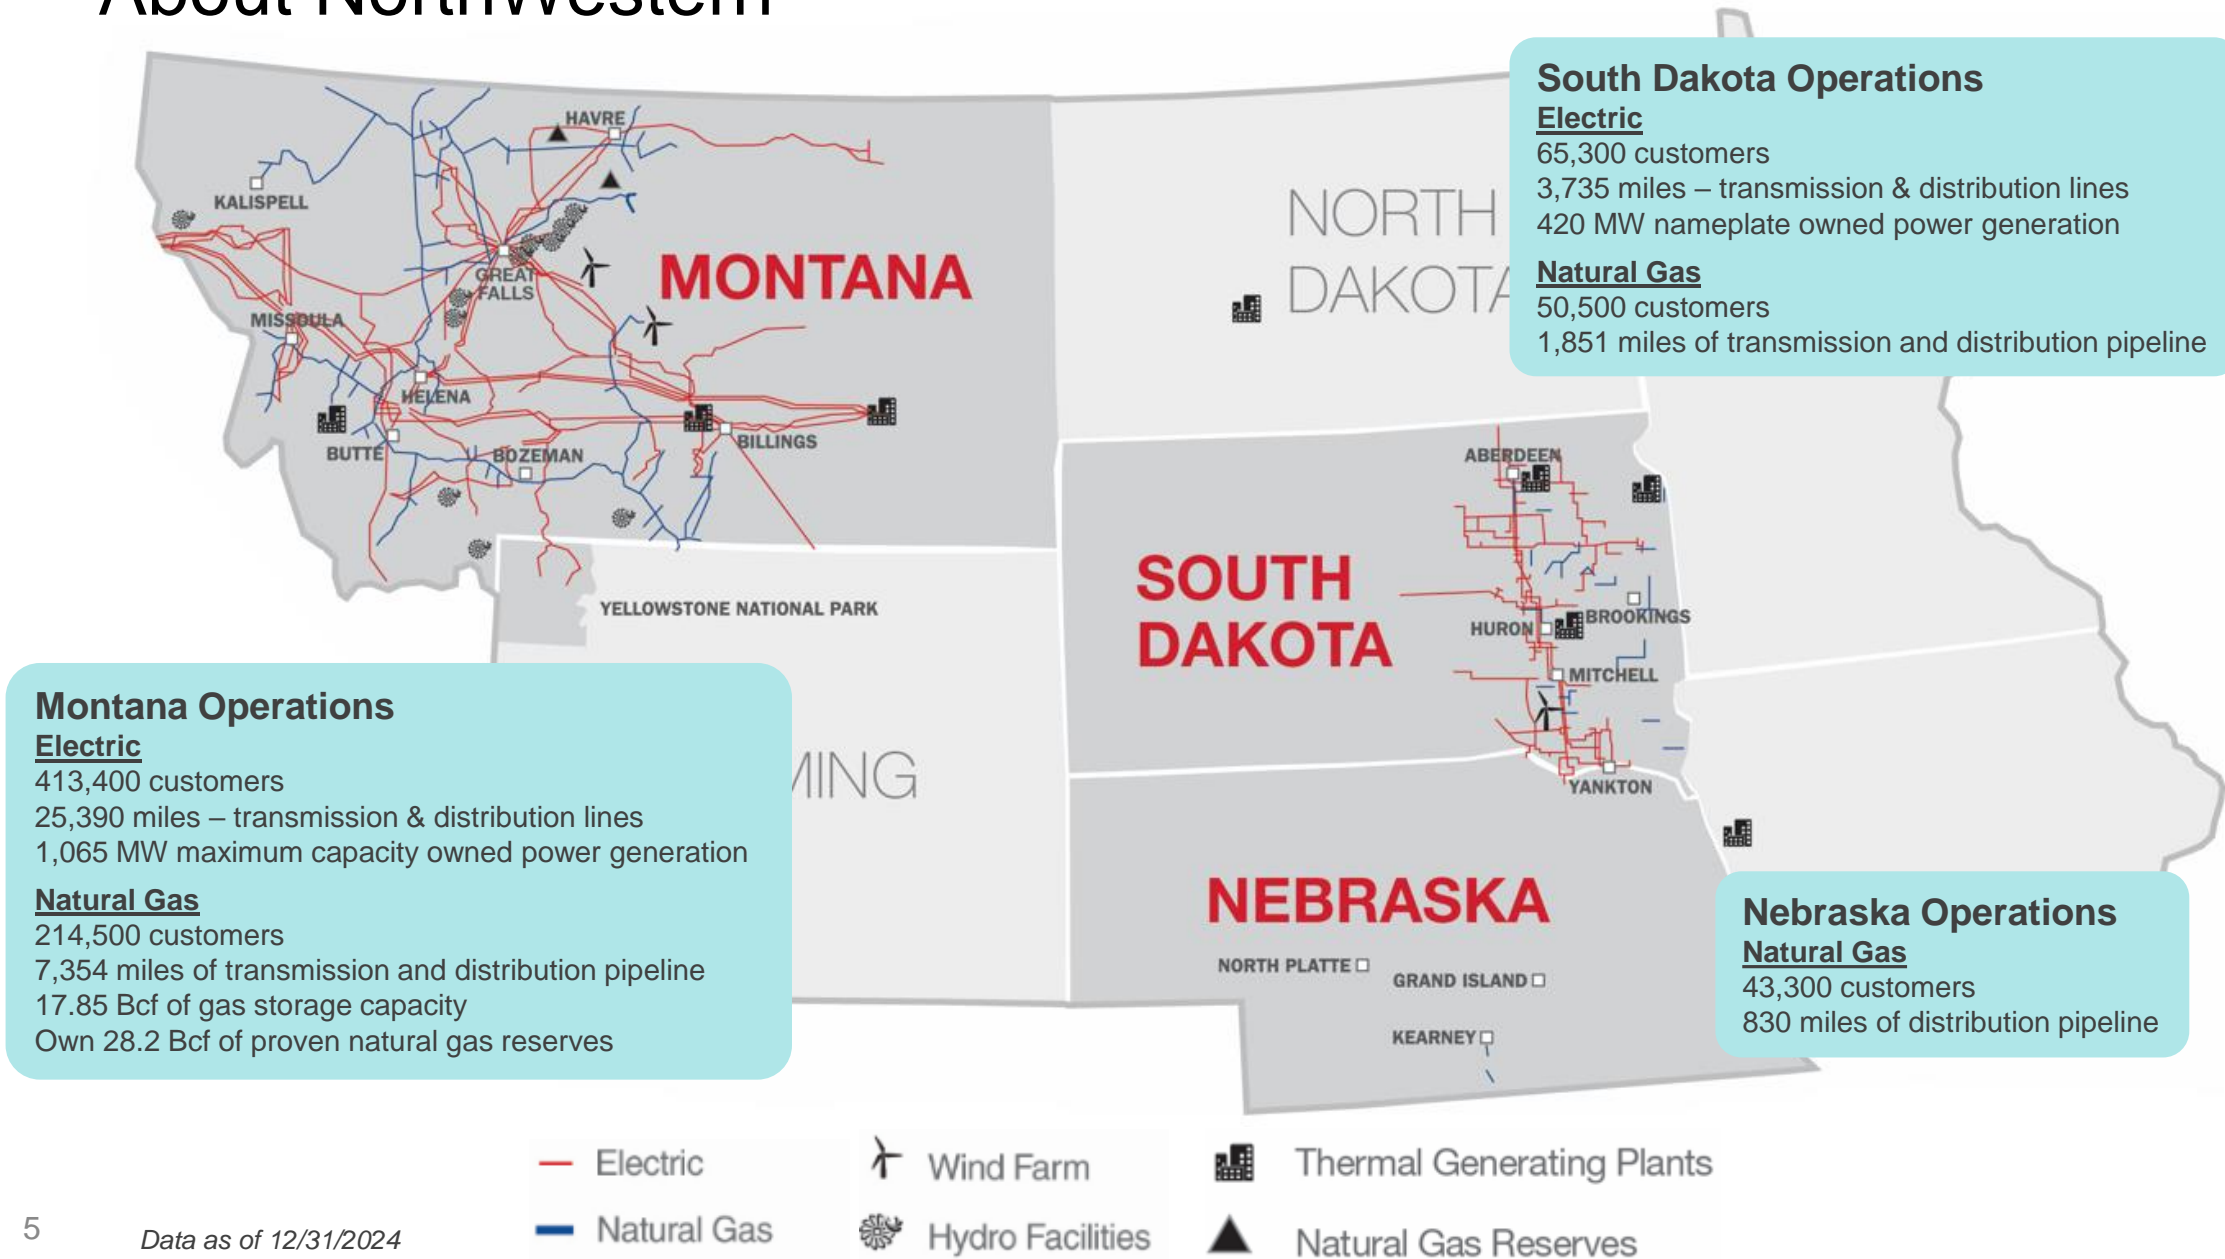 About NorthWestern
South Dakota Operations
Electric
65,300 customers
3,735 miles – transmission & distribution lines
420 MW nameplate owned power generation
Natural Gas
50,500 customers
1,851 miles of transmission and distribution pipeline
HAVRE
KALISPELL
NORTH
DAKOTA
MONTANA
GREAT
FALLS
MISSOULA
HELENA
BUTTE
BOZEMAN
BILLINGS
ABERDEEN
SOUTH
DAKOTA
YELLOWSTONE NATIONAL PARK
HURON
BROOKINGS
MITCHELL
YANKTON
Montana Operations
Electric
413,400 customers
25,390 miles – transmission & distribution lines
1,065 MW maximum capacity owned power generation
Natural Gas
214,500 customers
7,354 miles of transmission and distribution pipeline
17.85 Bcf of gas storage capacity
Own 28.2 Bcf of proven natural gas reserves
MING
NEBRASKA
NORTH PLATTE
GRAND ISLAND
KEARNEY
Nebraska Operations
Natural Gas
43,300 customers
830 miles of distribution pipeline
Electric
Wind Farm
Thermal Generating Plants
Natural Gas
Hydro Facilities
Natural Gas Reserves
5
Data as of 12/31/2024